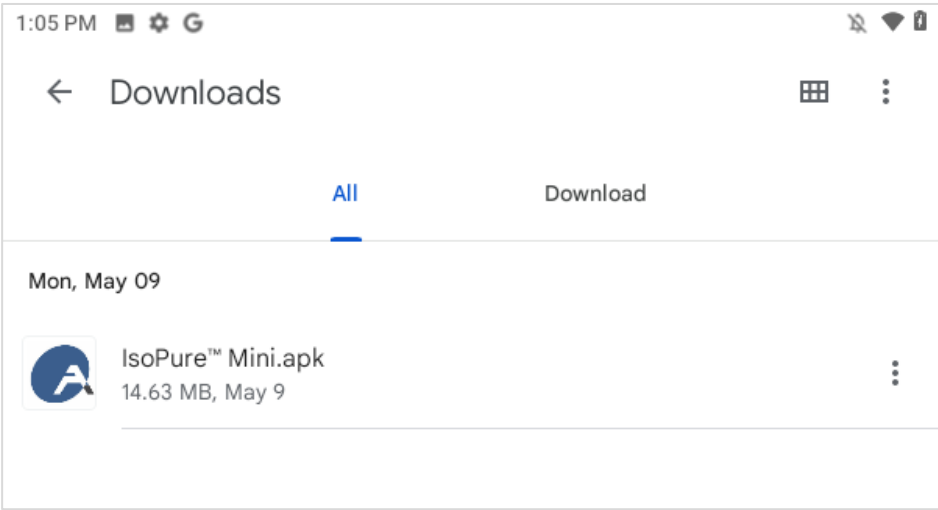 1:05 PM G
Downloads
All Download
Mon, May 09
IsoPure™ Mini.apk
14.63 MB, May 9